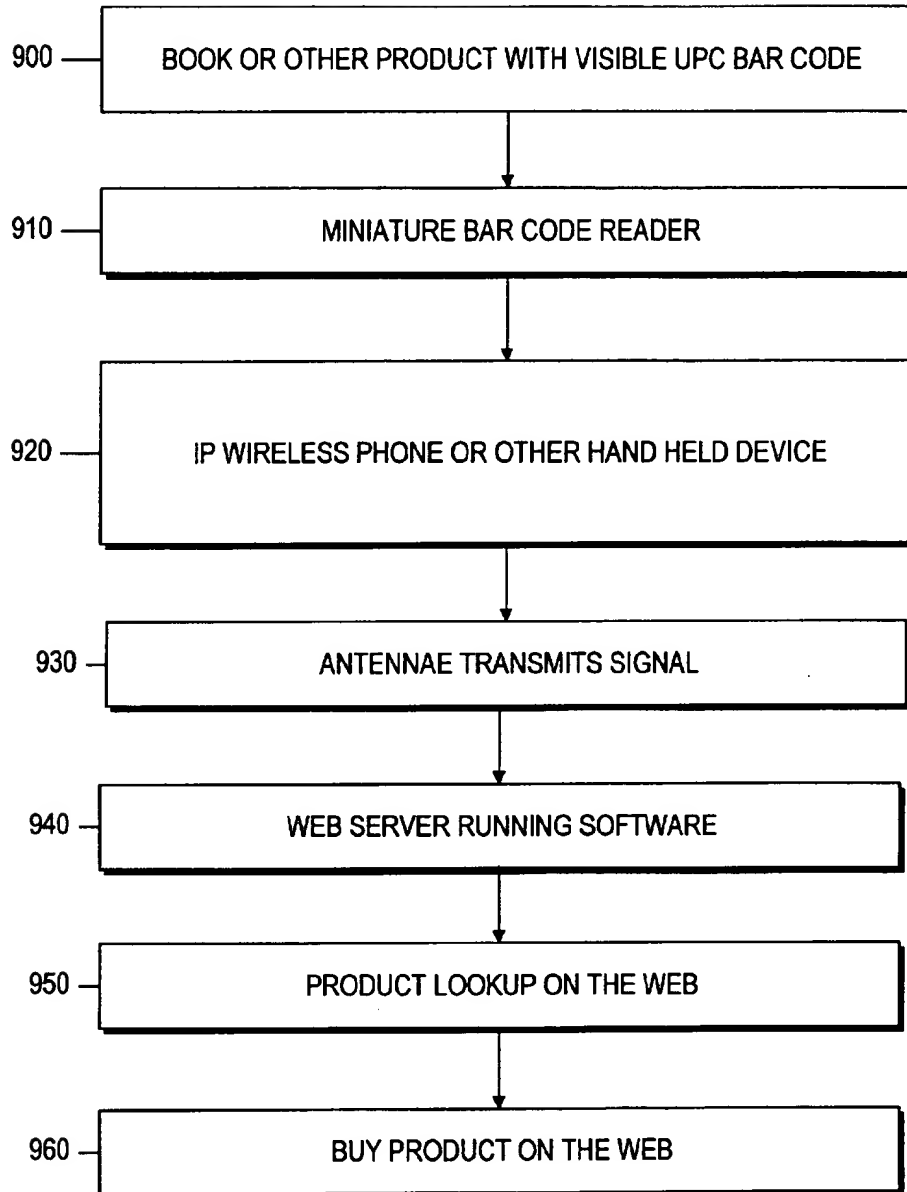 900 BOOK OR OTHER PRODUCT WITH VISIBLE UPC BAR CODE
910 MINIATURE BAR CODE READER
920 IP WIRELESS PHONE OR OTHER HAND HELD DEVICE
930 ANTENNAE TRANSMITS SIGNAL
940 WEB SERVER RUNNING SOFTWARE
950 PRODUCT LOOKUP ON THE WEB
960 BUY PRODUCT ON THE WEB